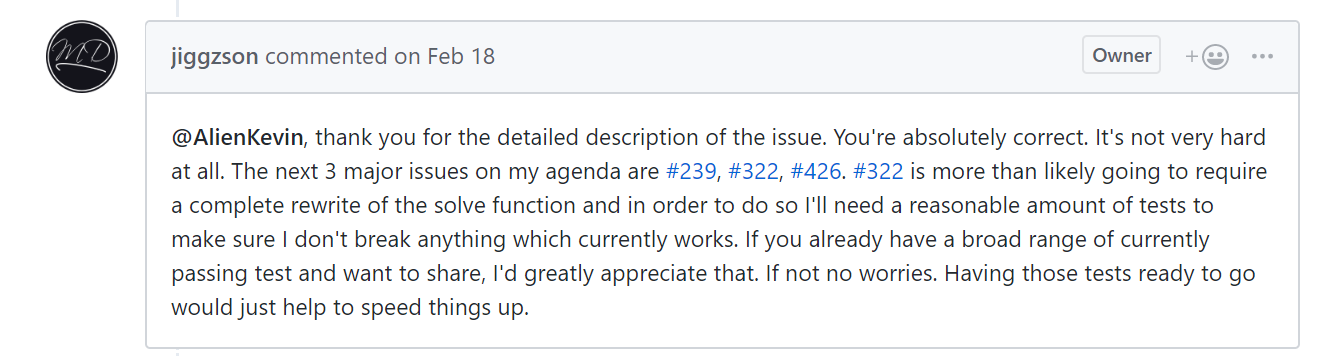 MD
jiggzson commented on Feb 18
Owner
@AlienKevin, thank you for the detailed description of the issue. You're absolutely correct. It's not very hard
at all. The next 3 major issues on my agenda are #239, #322, #426. #322 is more than likely going to require
a complete rewrite of the solve function and in order to do so I'll need a reasonable amount of tests to
make sure I don't break anything which currently works. If you already have a broad range of currently
passing test and want to share, I'd greatly appreciate that. If not no worries. Having those tests ready to go
would just help to speed things up.